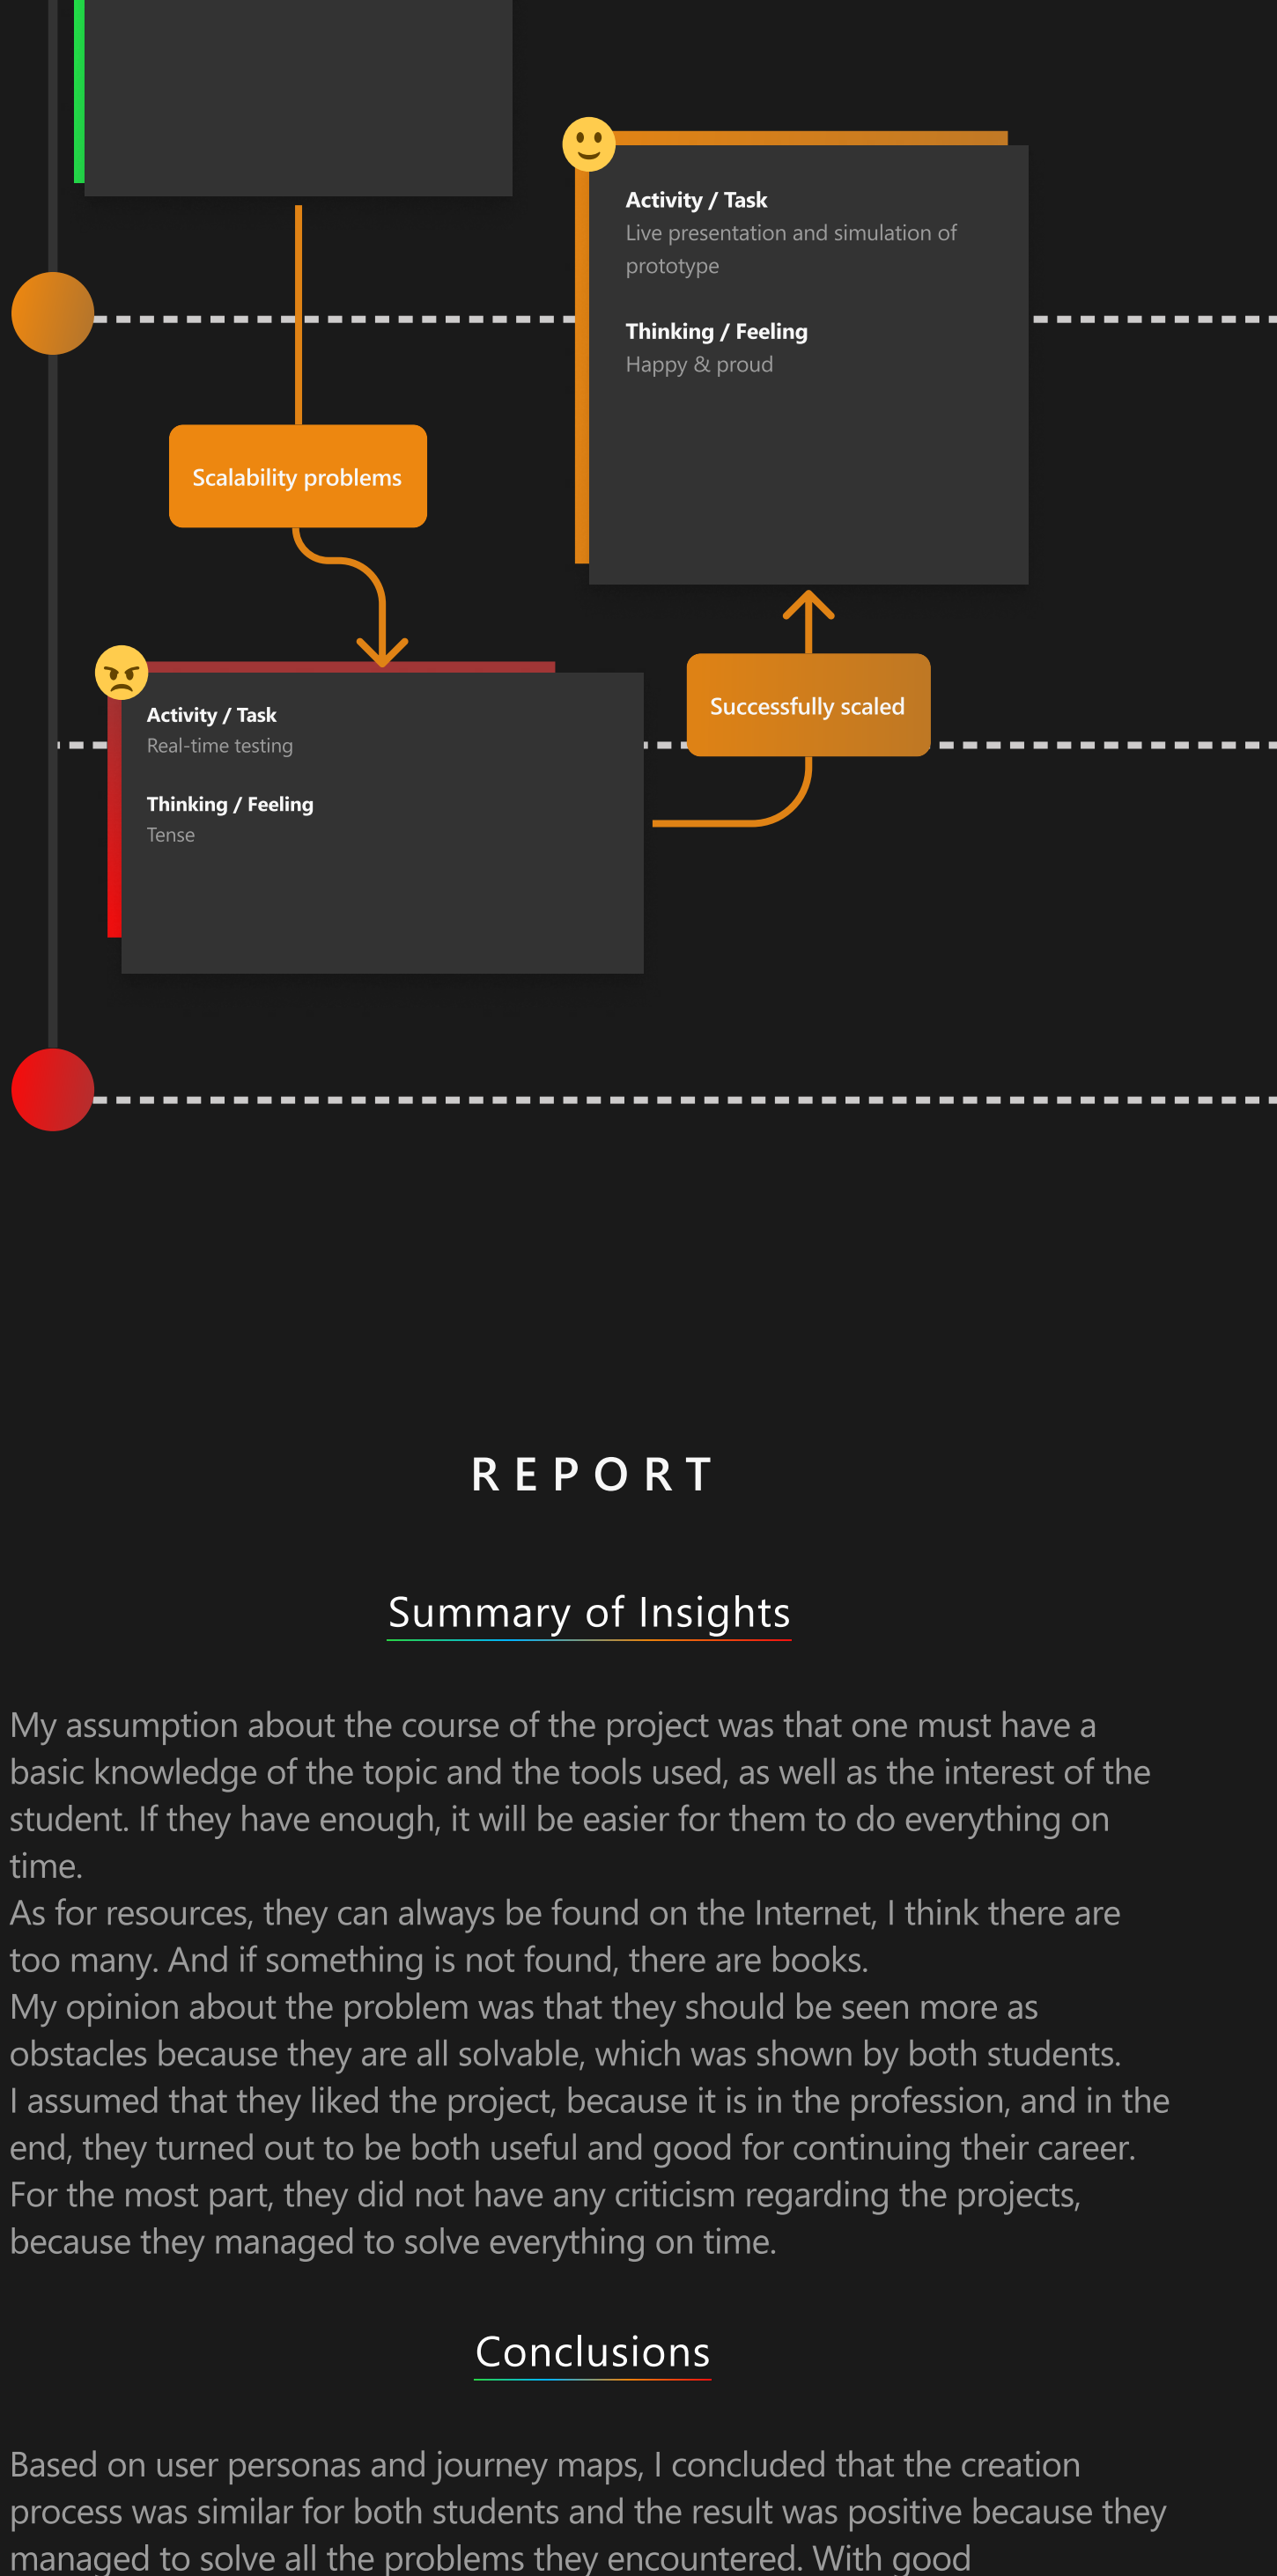 Activity / Task
Live presentation and simulation of
prototype
Thinking / Feeling
Happy & proud
Scalability problems
Successfully scaled
Activity / Task
Real-time testing
Thinking / Feeling
Tense
REPORT
Summary of Insights
My assumption about the course of the project was that one must have a
basic knowledge of the topic and the tools used, as well as the interest of the
student. If they have enough, it will be easier for them to do everything on
time.
As for resources, they can always be found on the Internet, I think there are
too many. And if something is not found, there are books.
My opinion about the problem was that they should be seen more as
obstacles because they are all solvable, which was shown by both students.
I assumed that they liked the project, because it is in the profession, and in the
end, they turned out to be both useful and good for continuing their career.
For the most part, they did not have any criticism regarding the projects,
because they managed to solve everything on time.
Conclusions
Based on user personas and journey maps, I concluded that the creation
process was similar for both students and the result was positive because they
managed to solve all the problems they encountered. With good